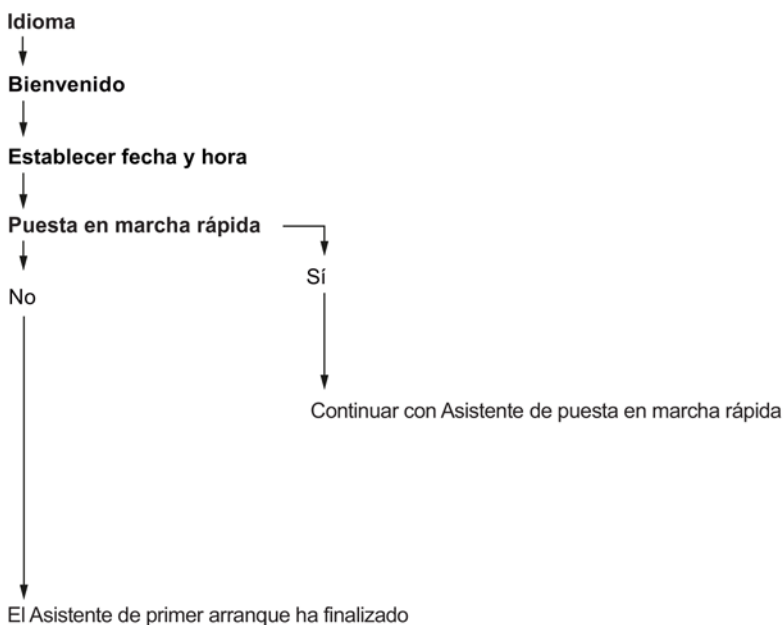 Idioma
Bienvenido
Establecer fecha y hora
Puesta en marcha rápida
Sí
No
Continuar con Asistente de puesta en marcha rápida
El Asistente de primer arranque ha finalizado